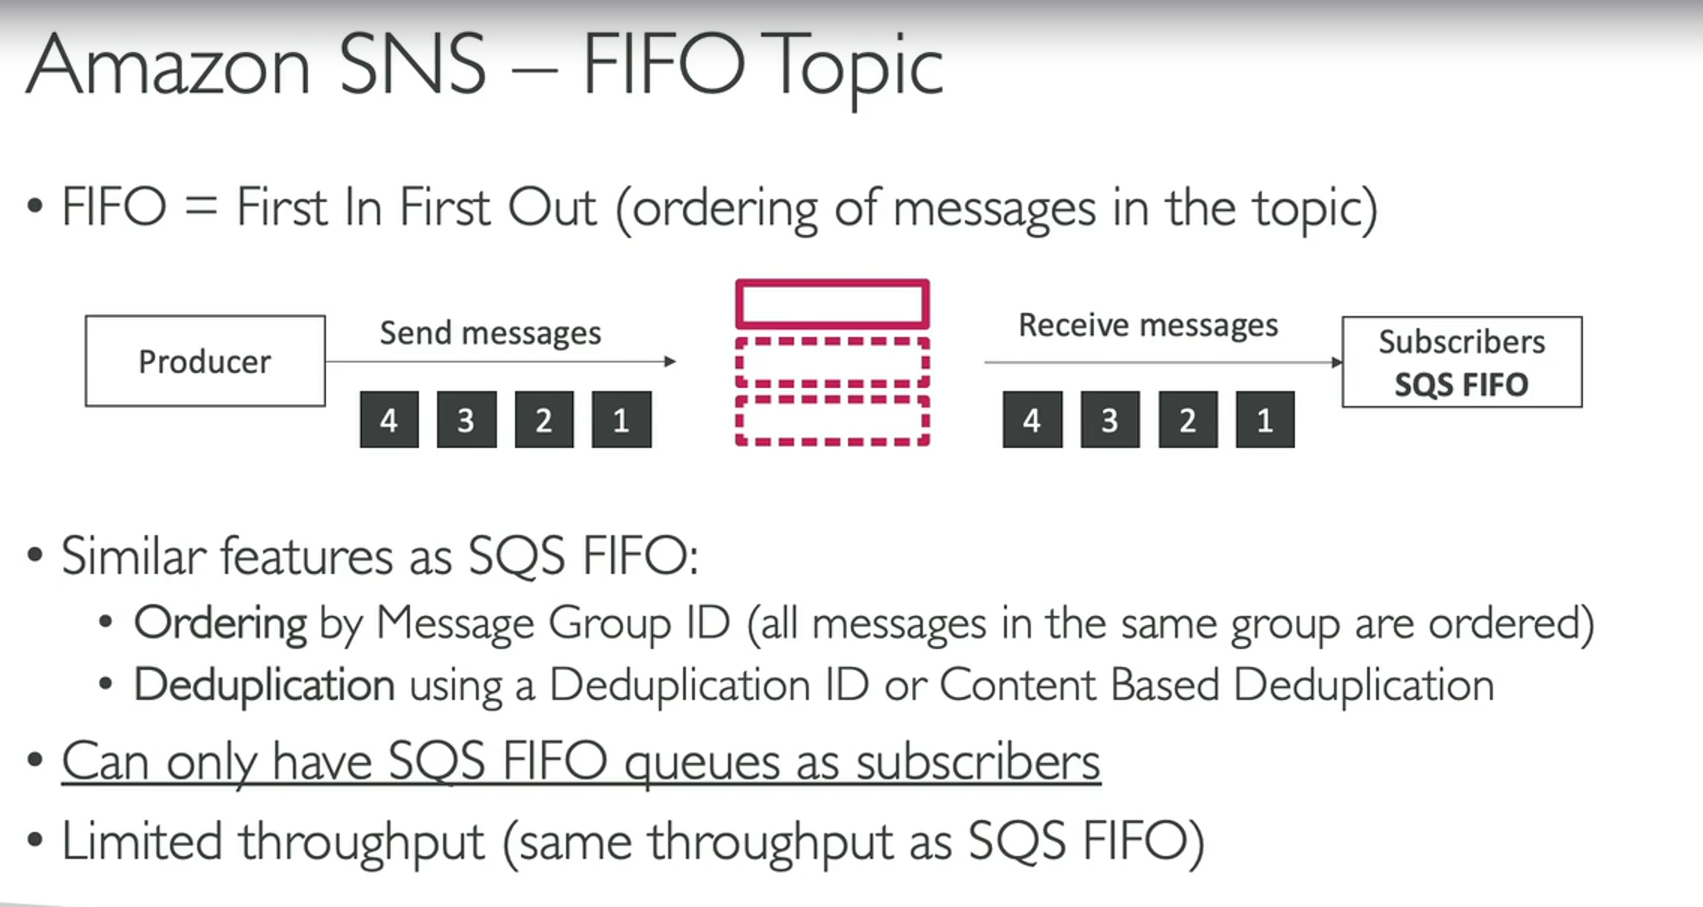 Amazon SNS – FIFO Topic
• FIFO = First In First Out (ordering of messages in the topic)
Producer
Send messages
4 3 2 1
Receive messages
4 3 2 1
Subscribers
SQS FIFO
• Similar features as SQS FIFO:
• Ordering by Message Group ID (all messages in the same group are ordered)
• Deduplication using a Deduplication ID or Content Based Deduplication
• Can only have SQS FIFO queues as subscribers
• Limited throughput (same throughput as SQS FIFO)